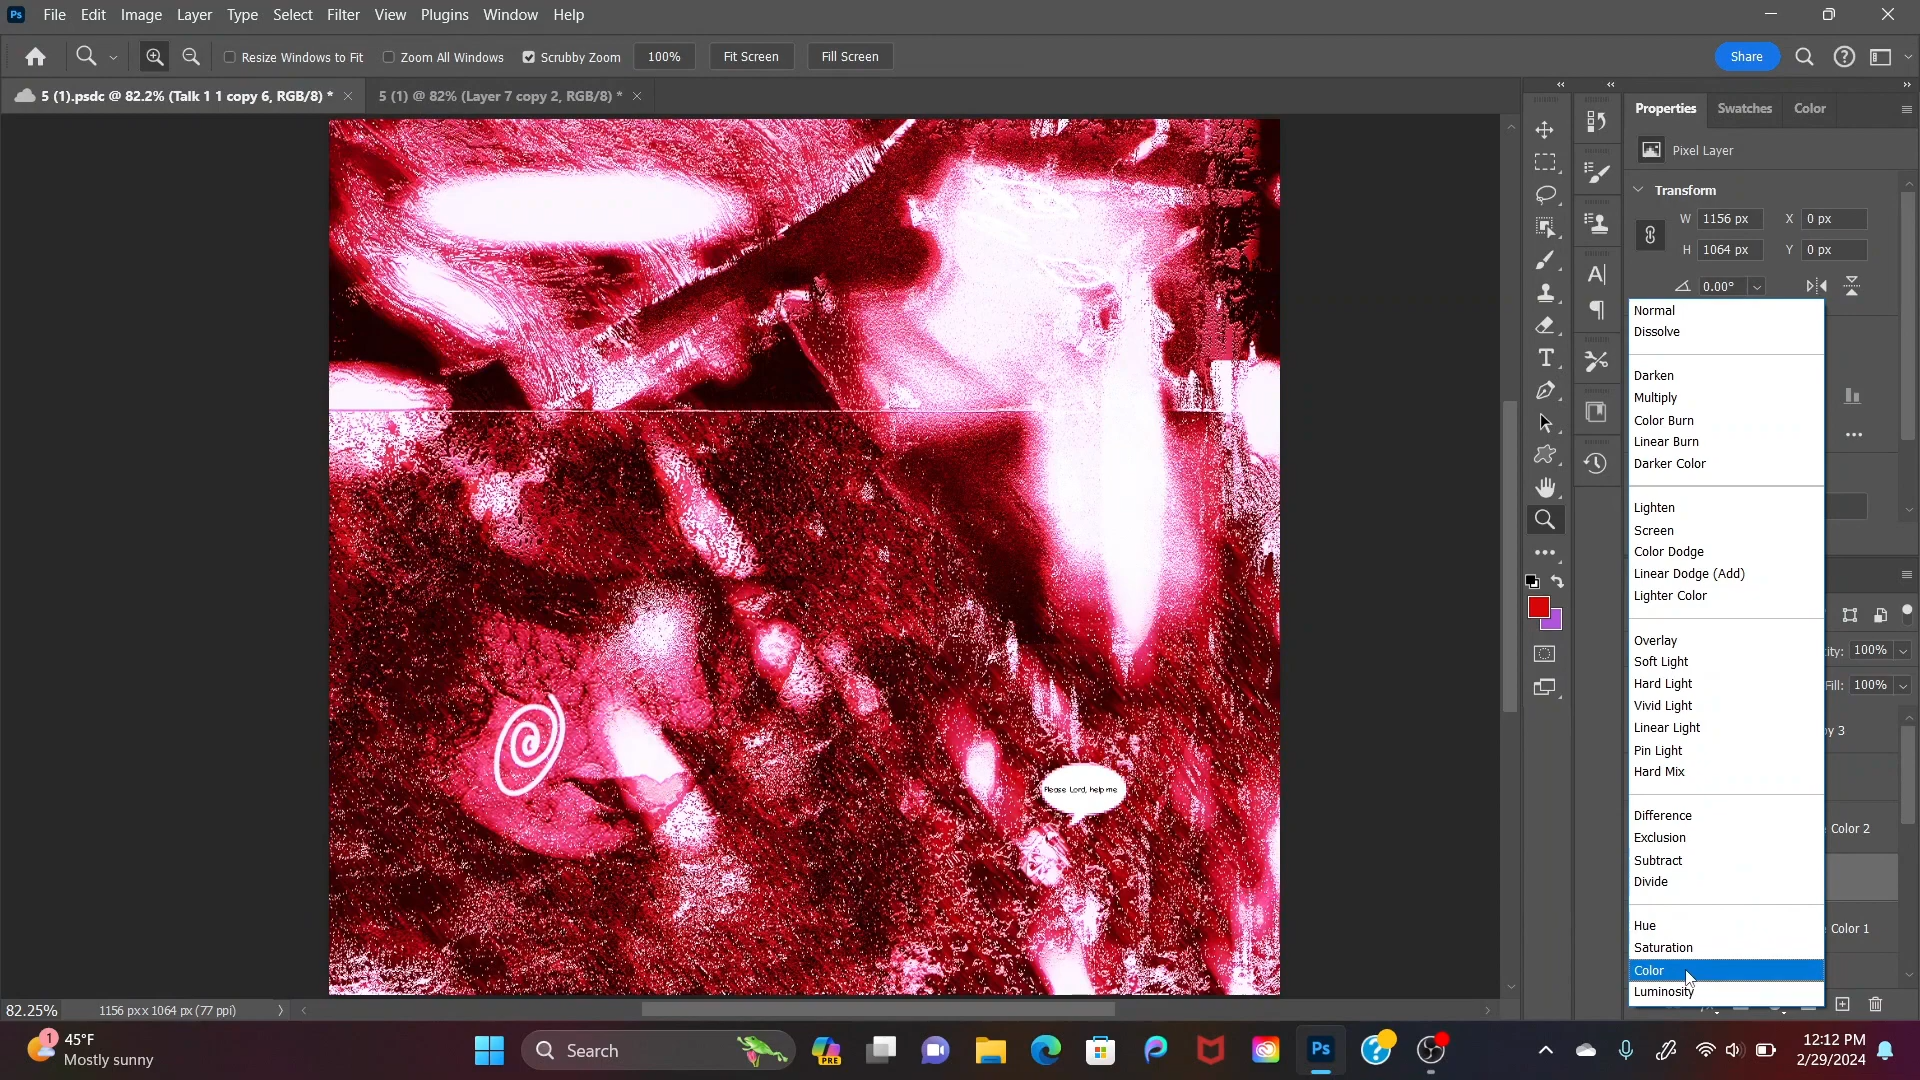 Ps File Edit Image Layer Type Select Filter View Plugins Window Help
Resize Windows to Fit Zoom All Windows Scrubby Zoom 100% Fit Screen Fill Screen Share
5 (1).psdc @ 82.2% (Talk 1 1 copy 6, RGB/8) *
5 (1) @ 82% (Layer 7 copy 2, RGB/8) *
Properties Swatches Color
Pixel Layer
Transform
W 1156 px X 0 px
H 1064 px Y 0 px
0.00°
Normal
Dissolve
Darken
Multiply
Color Burn
Linear Burn
Darker Color
Lighten
Screen
Color Dodge
Linear Dodge (Add)
Lighter Color
Overlay
Soft Light
Hard Light
Vivid Light
Linear Light
Pin Light
Hard Mix
Difference
Exclusion
Subtract
Divide
Hue
Saturation
Color
Luminosity
100%
Fill: 100%
3
Color 2
Color 1
Please Lord, help me
82.25% 1156 px x 1064 px (77 ppi)
1
45°F
Mostly sunny
Search
PRE
Ps
12:12 PM
2/29/2024